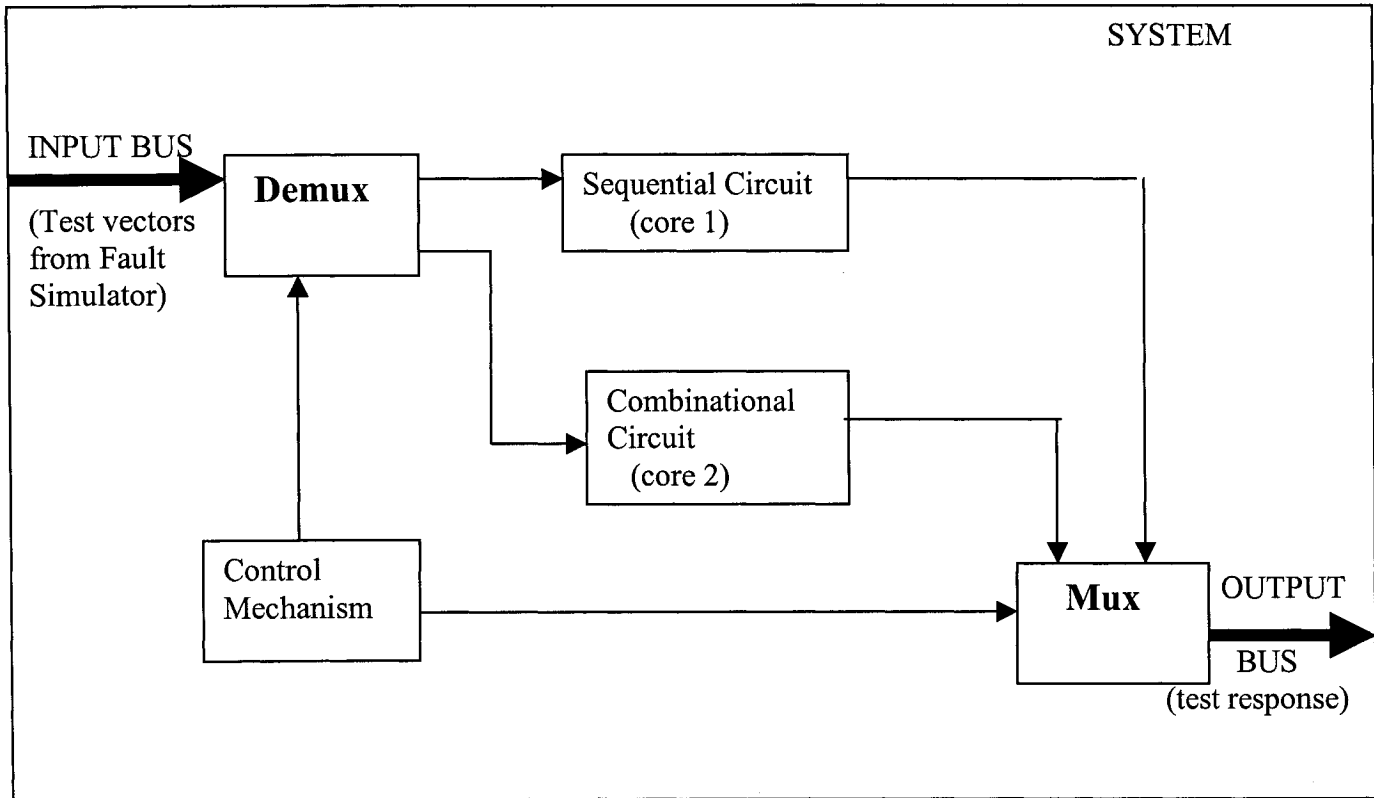 SYSTEM
INPUT BUS
(Test vectors
from Fault
Simulator)
Demux
Sequential Circuit
(core 1)
Combinational
Circuit
(core 2)
Control
Mechanism
Mux
OUTPUT
BUS
(test response)